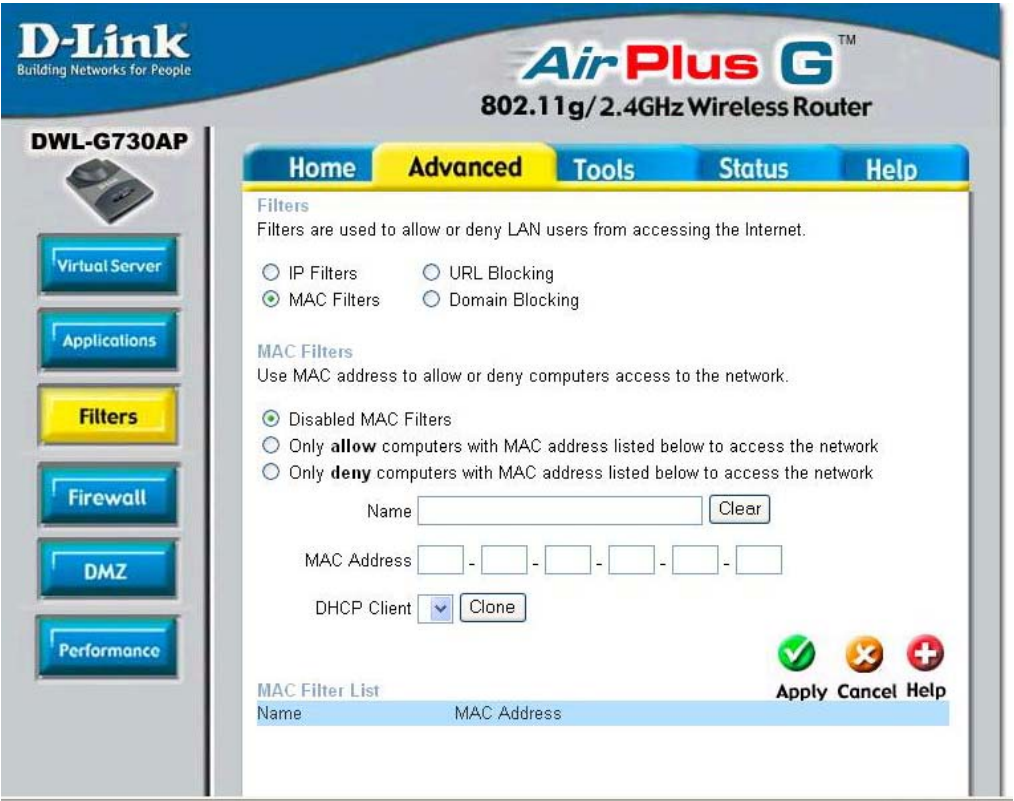 D-Link
Building Networks for People
Air Plus G™
802.11g/2.4GHz Wireless Router
DWL-G730AP
Home Advanced Tools Status Help
Virtual Server
Applications
Filters
Firewall
DMZ
Performance
Filters
Filters are used to allow or deny LAN users from accessing the Internet.
IP Filters URL Blocking
MAC Filters Domain Blocking
MAC Filters
Use MAC address to allow or deny computers access to the network.
Disabled MAC Filters
Only allow computers with MAC address listed below to access the network
Only deny computers with MAC address listed below to access the network
Name Clear
MAC Address - - - - -
DHCP Client Clone
Apply Cancel Help
MAC Filter List
Name MAC Address